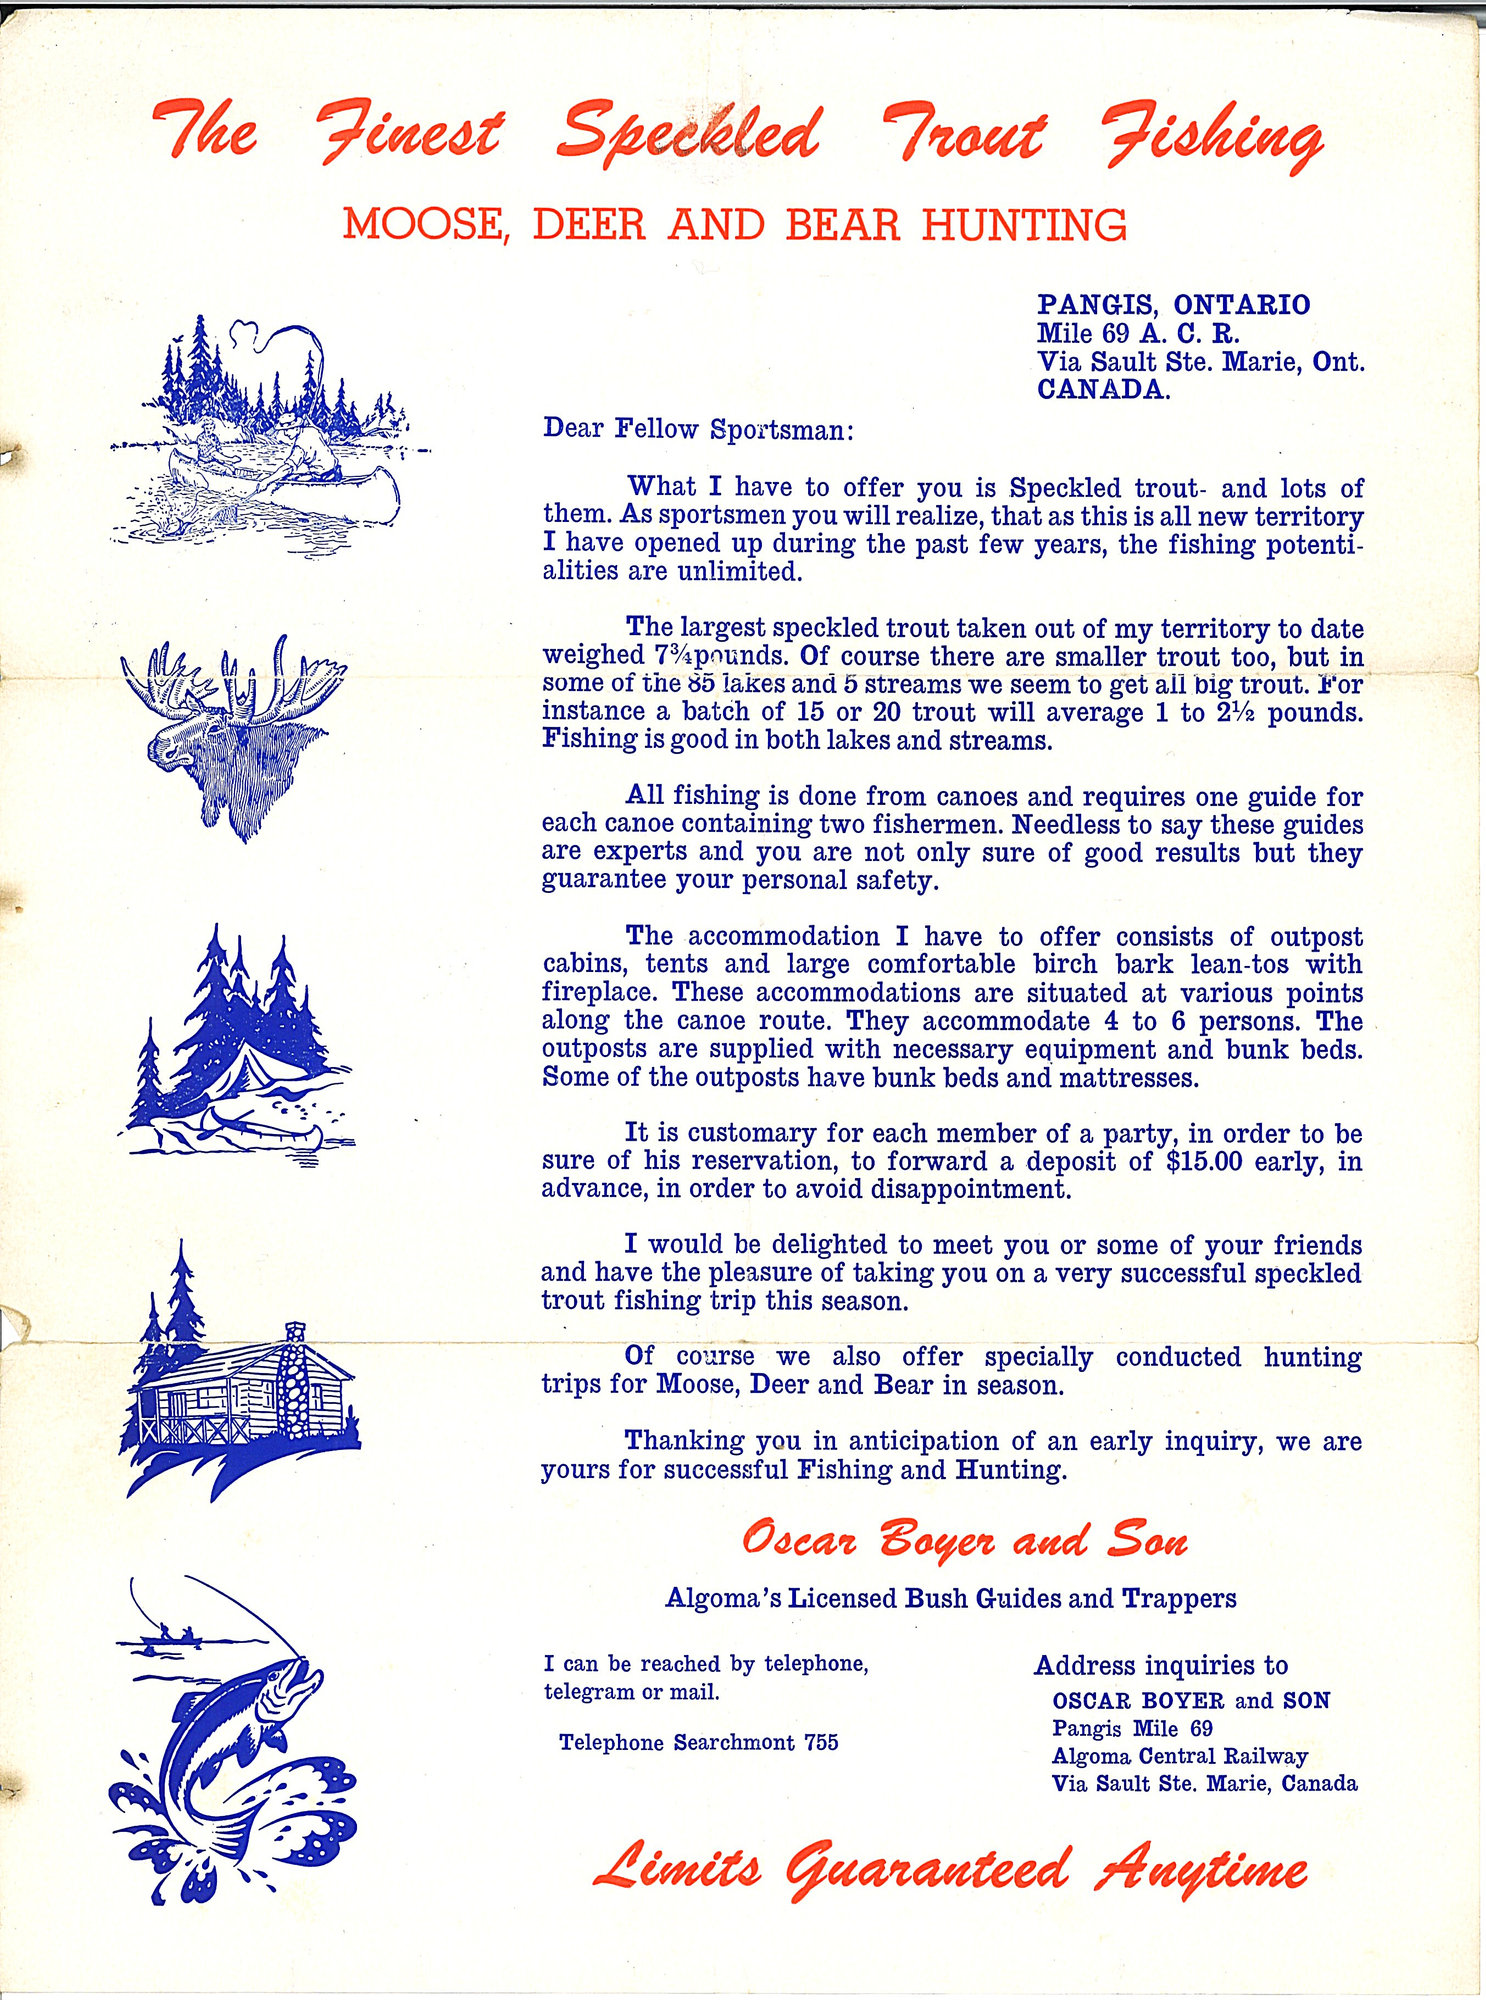 The Finest Speckled Trout Fishing
MOOSE, DEER AND BEAR HUNTING
PANGIS, ONTARIO
Mile 69 A. C. R.
Via Sault Ste. Marie, Ont.
CANADA.
Dear Fellow Sportsman:
What I have to offer you is Speckled trout- and lots of
them. As sportsmen you will realize, that as this is all new territory
I have opened up during the past few years, the fishing potenti-
alities are unlimited.
The largest speckled trout taken out of my territory to date
weighed 7¾pounds. Of course there are smaller trout too, but in
some of the 85 lakes and 5 streams we seem to get all big trout. For
instance a batch of 15 or 20 trout will average 1 to 2½ pounds.
Fishing is good in both lakes and streams.
All fishing is done from canoes and requires one guide for
each canoe containing two fishermen. Needless to say these guides
are experts and you are not only sure of good results but they
guarantee your personal safety.
The accommodation I have to offer consists of outpost
cabins, tents and large comfortable birch bark lean-tos with
fireplace. These accommodations are situated at various points
along the canoe route. They accommodate 4 to 6 persons. The
outposts are supplied with necessary equipment and bunk beds.
Some of the outposts have bunk beds and mattresses.
It is customary for each member of a party, in order to be
sure of his reservation, to forward a deposit of $15.00 early, in
advance, in order to avoid disappointment.
I would be delighted to meet you or some of your friends
and have the pleasure of taking you on a very successful speckled
trout fishing trip this season.
Of course we also offer specially conducted hunting
trips for Moose, Deer and Bear in season.
Thanking you in anticipation of an early inquiry, we are
yours for successful Fishing and Hunting.
Oscar Boyer and Son
Algoma's Licensed Bush Guides and Trappers
I can be reached by telephone,
telegram or mail.
Telephone Searchmont 755
Address inquiries to
OSCAR BOYER and SON
Pangis Mile 69
Algoma Central Railway
Via Sault Ste. Marie, Canada
Limits Guaranteed Anytime